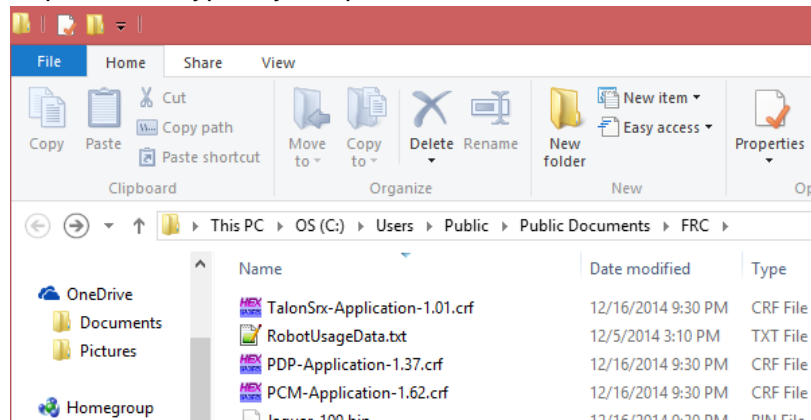 File Home Share View
Cut
Copy path
Paste shortcut
Copy Paste Move to Copy to Delete Rename New folder New item Easy access Properties
Clipboard Organize New
This PC OS (C:) Users Public Public Documents FRC
Name Date modified Type
OneDrive
Documents
Pictures
Homegroup
TalonSrx-Application-1.01.crf 12/16/2014 9:30 PM CRF File
RobotUsageData.txt 12/5/2014 3:10 PM TXT File
PDP-Application-1.37.crf 12/16/2014 9:30 PM CRF File
PCM-Application-1.62.crf 12/16/2014 9:30 PM CRF File